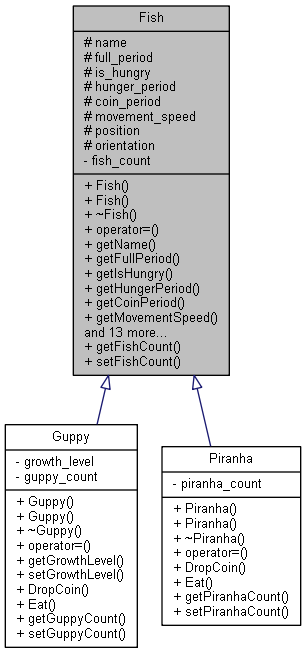 Fish
# name
# full_period
# is_hungry
# hunger_period
# coin_period
# movement_speed
# position
# orientation
- fish_count
+ Fish()
+ Fish()
+ ~Fish()
+ operator=()
+ getName()
+ getFullPeriod()
+ getIsHungry()
+ getHungerPeriod()
+ getCoinPeriod()
+ getMovementSpeed()
and 13 more...
+ getFishCount()
+ setFishCount()
Guppy
- growth_level
- guppy_count
+ Guppy()
+ Guppy()
+ ~Guppy()
+ operator=()
+ getGrowthLevel()
+ setGrowthLevel()
+ DropCoin()
+ Eat()
+ getGuppyCount()
+ setGuppyCount()
Piranha
- piranha_count
+ Piranha()
+ Piranha()
+ ~Piranha()
+ operator=()
+ DropCoin()
+ Eat()
+ getPiranhaCount()
+ setPiranhaCount()